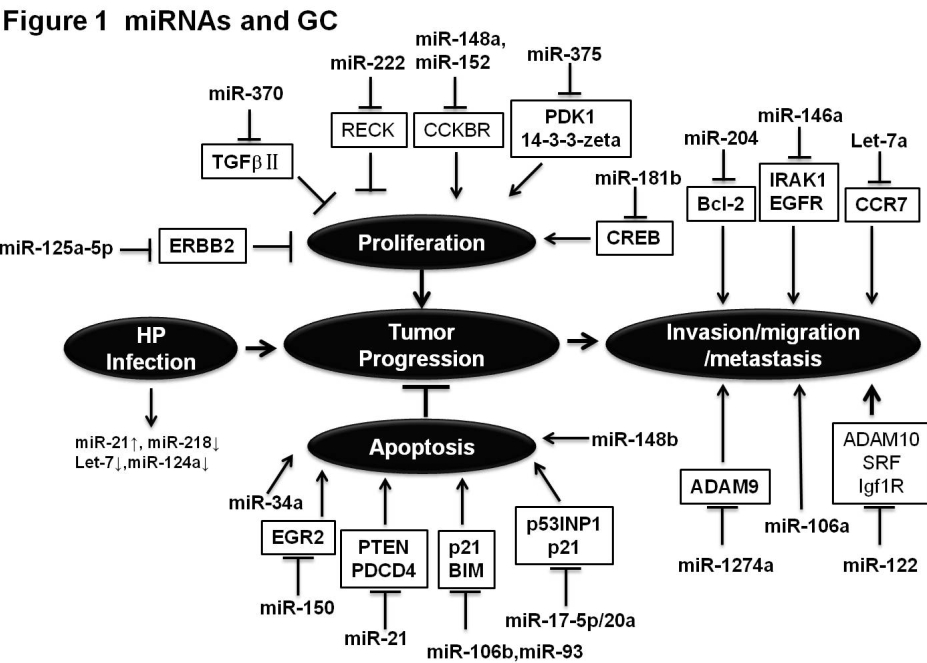 Figure 1 miRNAs and GC
miR-148a,
miR-152
miR-222
miR-375
miR-370
RECK
CCKBR
PDK1
14-3-3-zeta
TGFβⅡ
miR-146a
miR-204
Let-7a
miR-181b
IRAK1
EGFR
Bcl-2
CCR7
CREB
miR-125a-5p
ERBB2
Proliferation
HP
Infection
Tumor
Progression
Invasion/migration
/metastasis
miR-21↑, miR-218↓
Let-7↓,miR-124a↓
Apoptosis
miR-148b
miR-34a
EGR2
PTEN
PDCD4
p21
BIM
p53INP1
p21
ADAM9
miR-106a
ADAM10
SRF
Igf1R
miR-150
miR-21
miR-106b,miR-93
miR-17-5p/20a
miR-1274a
miR-122